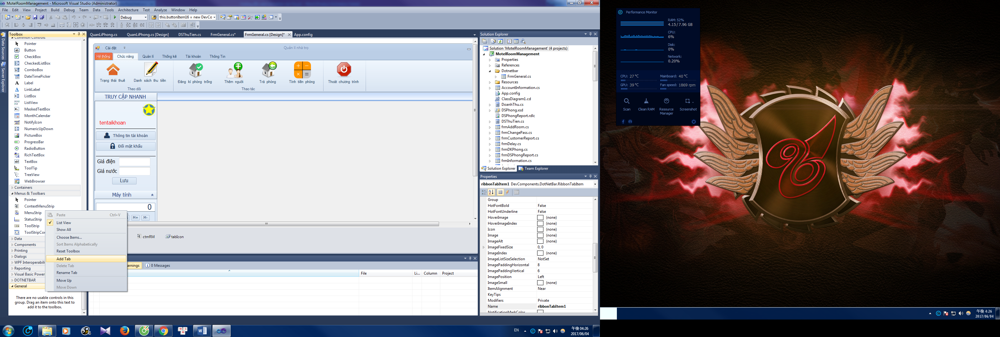 MotelRoomManagement - Microsoft Visual Studio (Administrator)
File Edit View Project Build Debug Team Data Tools Architecture Test Analyze Window Help
Debug this.buttonItem16 = new DevCo
Toolbox
Common Controls
Pointer
Button
CheckBox
CheckedListBox
ComboBox
DateTimePicker
Label
LinkLabel
ListBox
ListView
MaskedTextBox
MonthCalendar
NotifyIcon
NumericUpDown
PictureBox
ProgressBar
RadioButton
RichTextBox
TextBox
ToolTip
TreeView
WebBrowser
Containers
Menus & Toolbars
Pointer
ContextMenuStrip
MenuStrip
StatusStrip
ToolStrip
ToolStripCo
Data
Components
Printing
Dialogs
WPF Interoperabili
Reporting
Visual Basic Power
DOTNETBAR
General
There are no usable controls in this
group. Drag an item onto this text to
add it to the toolbox.
Data Sources
Server Explorer
Paste Ctrl+V
List View
Show All
Choose Items...
Sort Items Alphabetically
Reset Toolbox
Add Tab
Delete Tab
Rename Tab
Move Up
Move Down
QuanLiPhong.cs QuanLiPhong.cs [Design] DSThuTien.cs FrmGeneral.cs* FrmGeneral.cs [Design]* App.config
Cài đặt Quản lí nhà trọ
Hệ thống Chức năng Quản lí Thống kê Tài khoản Thông Tin
Trạng thái thuê Danh sách thu tiền Đăng kí phòng trống Thêm người Trả phòng Tính tiền phòng Thoát chương trình
Theo dõi Thao tác
TRUY CẬP NHANH
tentaikhoan
Thông tin tài khoản
Đổi mật khẩu
Giá điện
Giá nước
Lưu
Máy tính
0
M+ M-
ctmRM tabIcon
arnings 0 Messages
File Li... Column Project
Solution Explorer
Solution 'MotelRoomManagement' (4 projects)
MotelRoomManagement
Properties
References
Dotnetbar
FrmGeneral.cs
Resources
AccountInformation.cs
App.config
ClassDiagram1.cd
DoanhThu.cs
DSPhong.xsd
DSPhongReport.rdlc
DSThuTien.cs
frmAddRoom.cs
frmChangePass.cs
frmCustomerReport.cs
frmDelay.cs
frmDKPhong.cs
frmDSPhongReport.cs
frmInformation.cs
Solution Explorer Team Explorer
Properties
ribbonTabItem1 DevComponents.DotNetBar.RibbonTabItem
Group
HotFontBold False
HotFontUnderline False
HoverImage (none)
HoverImageIndex (none)
Icon (none)
Image (none)
ImageAlt (none)
ImageFixedSize 0, 0
ImageIndex (none)
ImageListSizeSelection NotSet
ImagePaddingHorizontal 8
ImagePaddingVertical 6
ImagePosition Left
ImageSmall (none)
ItemAlignment Near
KeyTips
Modifiers Private
Name ribbonTabItem1
NotificationMarkColor
EN
午後 04:26
2017/06/04
Performance Monitor
RAM: 52%
4.15/7.96 GB
CPU:
6%
Disk:
0%
Network:
0.20%
CPU: 27 ℃ Mainboard: 40 ℃
GPU: 39 ℃ Fan speed: 1869 rpm
Scan Clean RAM Resource Manager Screenshot
午後 4:26
2017/06/04